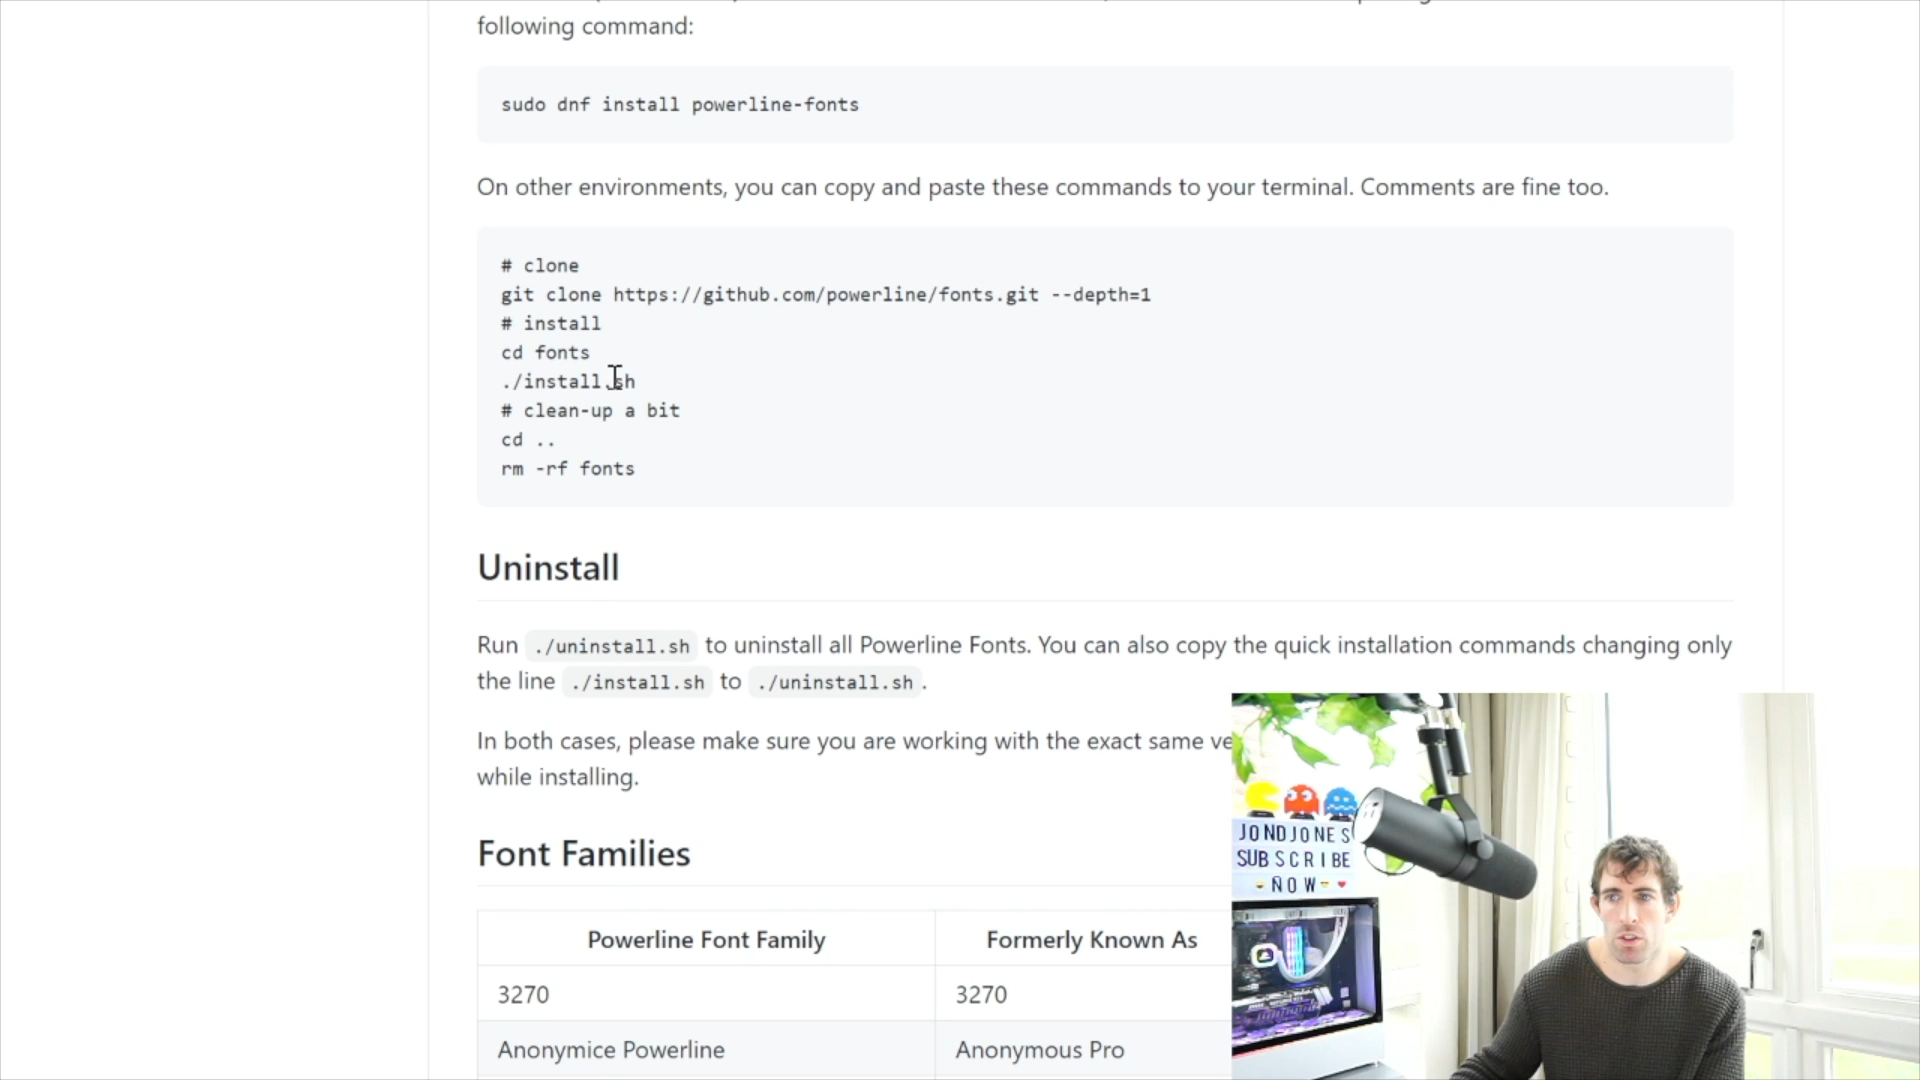 following command:
sudo dnf install powerline-fonts
On other environments, you can copy and paste these commands to your terminal. Comments are fine too.
# clone
git clone https://github.com/powerline/fonts.git --depth=1
# install
cd fonts
./install.sh
# clean-up a bit
cd ..
rm -rf fonts
Uninstall
Run ./uninstall.sh to uninstall all Powerline Fonts. You can also copy the quick installation commands changing only
the line ./install.sh to ./uninstall.sh.
In both cases, please make sure you are working with the exact same ve
while installing.
Font Families
Powerline Font Family Formerly Known As
3270 3270
Anonymice Powerline Anonymous Pro
JONDJONES
SUBSCRIBE
NOW